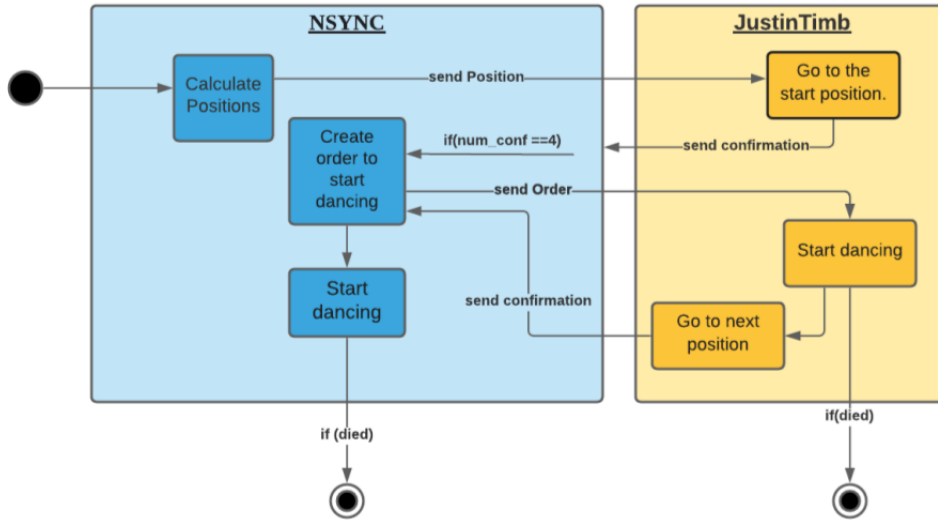 NSYNC
JustinTimb
Calculate
Positions
send Position
Go to the
start position.
Create
order to
start
dancing
if(num_conf ==4)
send confirmation
send Order
Start dancing
Start
dancing
send confirmation
Go to next
position
if (died)
if(died)